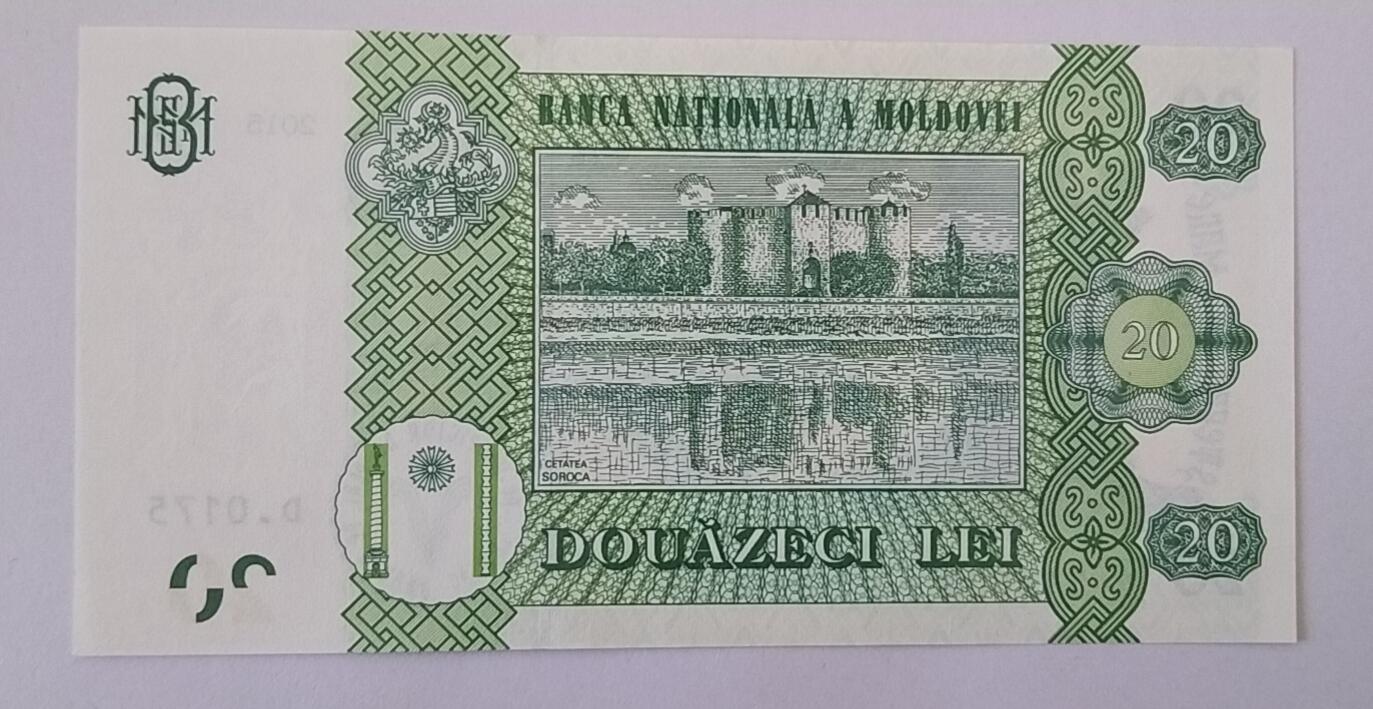 BANCA NAȚIONALĂ A MOLDOVEI
20
20
CETATEA
SOROCA
DOUĂZECI LEI
20
2015
D.0175